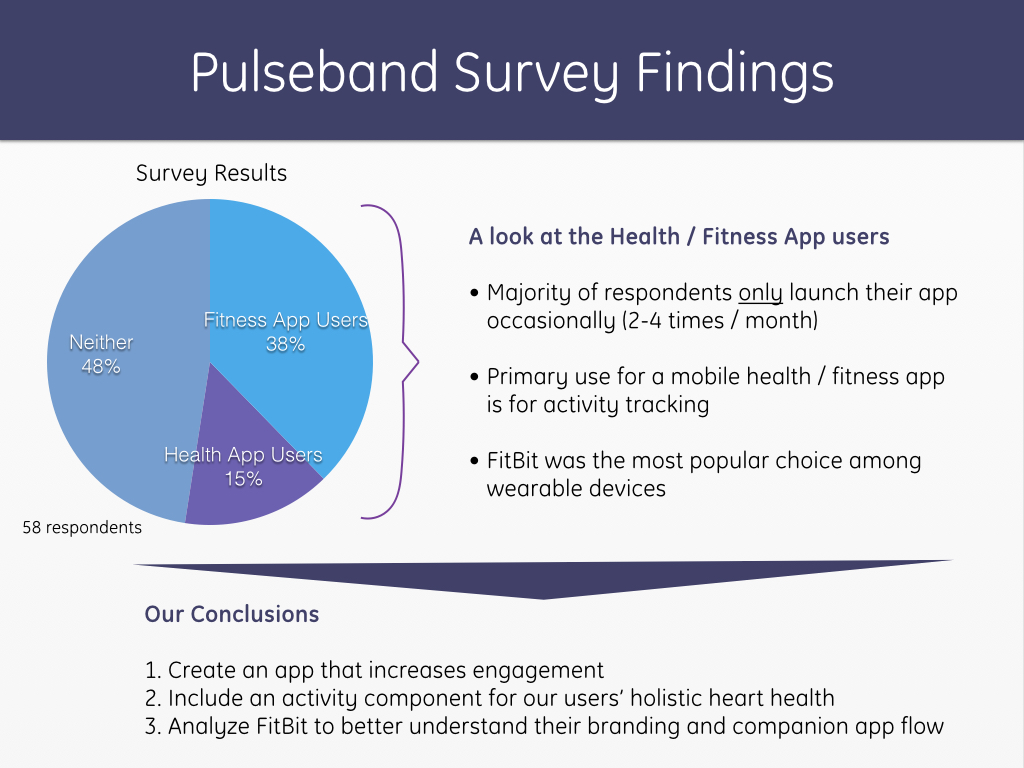 Pulseband Survey Findings
Survey Results
Fitness App Users
38%
Neither
48%
Health App Users
15%
58 respondents
A look at the Health / Fitness App users
• Majority of respondents only launch their app
occasionally (2-4 times / month)
• Primary use for a mobile health / fitness app
is for activity tracking
• FitBit was the most popular choice among
wearable devices
Our Conclusions
1. Create an app that increases engagement
2. Include an activity component for our users’ holistic heart health
3. Analyze FitBit to better understand their branding and companion app flow